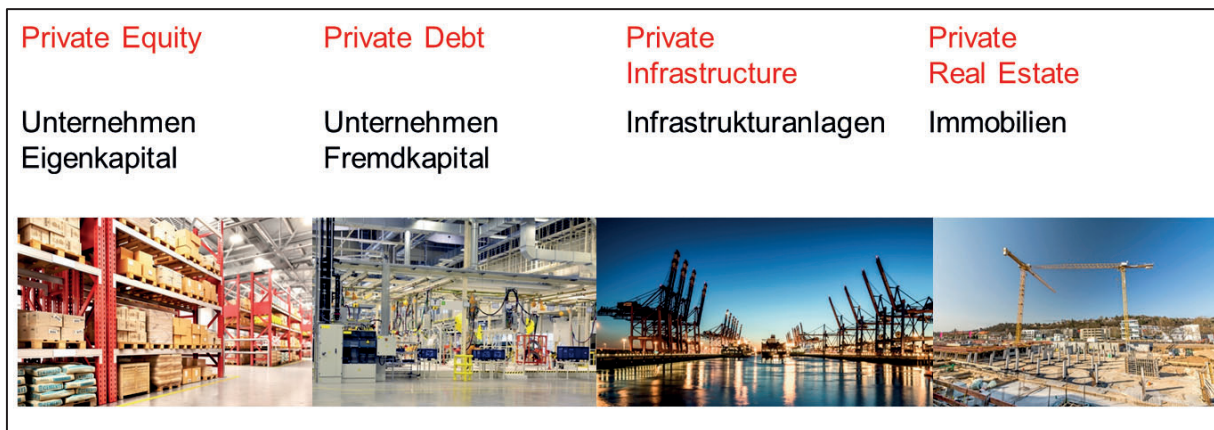 Private Equity
Unternehmen
Eigenkapital
Private Debt
Unternehmen
Fremdkapital
Private
Infrastructure
Infrastrukturanlagen
Private
Real Estate
Immobilien